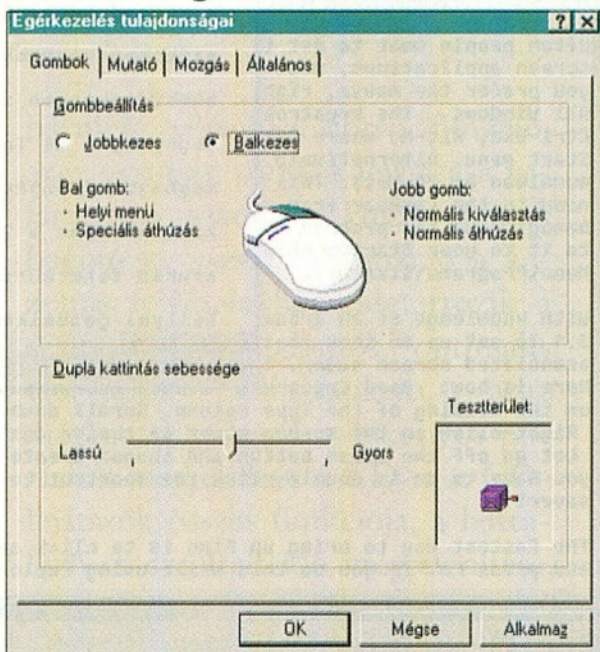 Egérkezelés tulajdonságai
Gombok Mutató Mozgás Általános
Gombbeállítás
Jobbkezes Balkezes
Bal gomb:
· Helyi menü
· Speciális áthúzás
Jobb gomb:
· Normális kiválasztás
· Normális áthúzás
Dupla kattintás sebessége
Lassú Gyors
Tesztterület:
OK Mégse Alkalmaz